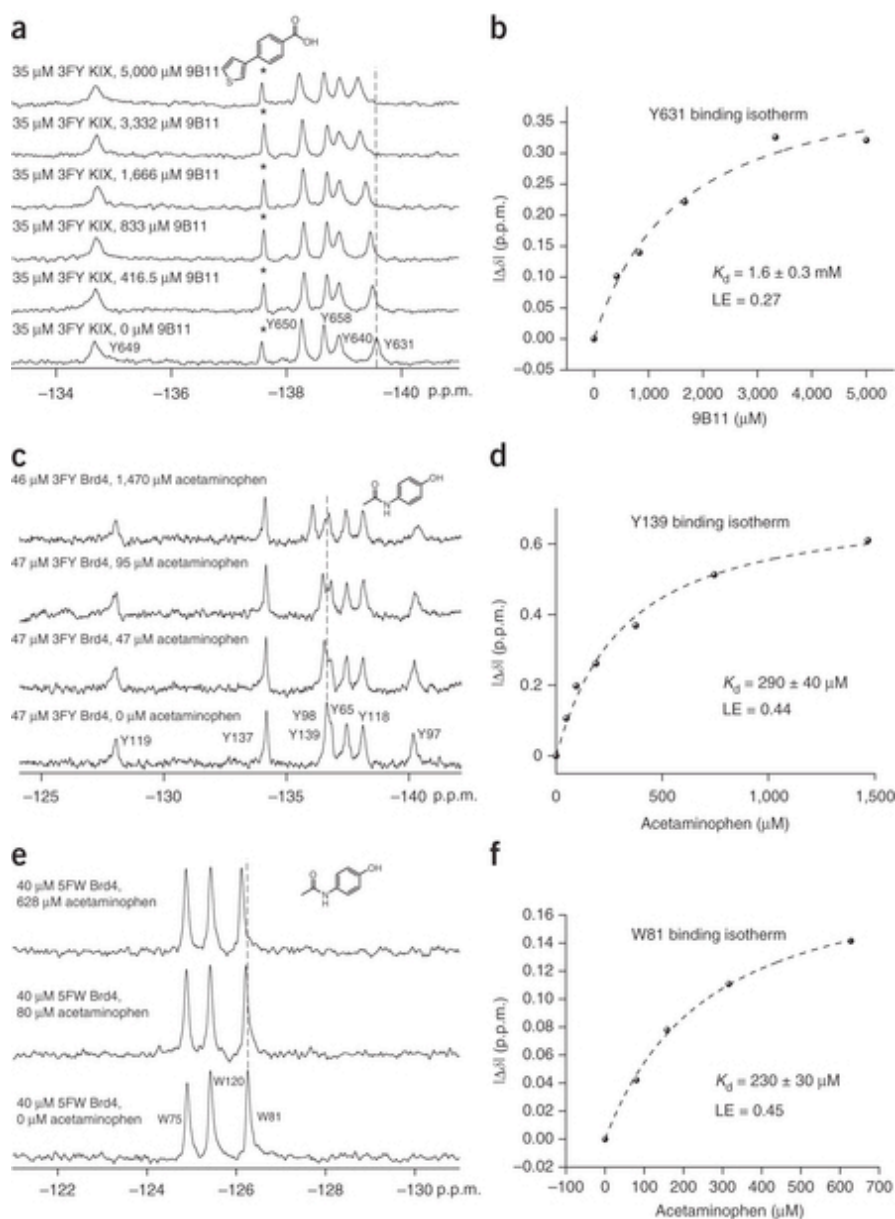 a
O
OH
S
35 μM 3FY KIX, 5,000 μM 9B11
*
35 μM 3FY KIX, 3,332 μM 9B11
*
35 μM 3FY KIX, 1,666 μM 9B11
*
35 μM 3FY KIX, 833 μM 9B11
*
35 μM 3FY KIX, 416.5 μM 9B11
*
35 μM 3FY KIX, 0 μM 9B11
*
Y649
Y650
Y658
Y640
Y631
−134 −136 −138 −140 p.p.m.
b
Y631 binding isotherm
0.35
0.30
0.25
0.20
0.15
0.10
0.05
0.00
−0.05
|Δδ| (p.p.m.)
Kd = 1.6 ± 0.3 mM
LE = 0.27
0 1,000 2,000 3,000 4,000 5,000
9B11 (μM)
c
46 μM 3FY Brd4, 1,470 μM acetaminophen
O
OH
N
H
47 μM 3FY Brd4, 95 μM acetaminophen
47 μM 3FY Brd4, 47 μM acetaminophen
47 μM 3FY Brd4, 0 μM acetaminophen
Y119
Y137
Y98
Y139
Y65
Y118
Y97
−125 −130 −135 −140 p.p.m.
d
Y139 binding isotherm
0.6
0.4
0.2
0
|Δδ| (p.p.m.)
Kd = 290 ± 40 μM
LE = 0.44
0 500 1,000 1,500
Acetaminophen (μM)
e
40 μM 5FW Brd4,
628 μM acetaminophen
O
OH
N
H
40 μM 5FW Brd4,
80 μM acetaminophen
40 μM 5FW Brd4,
0 μM acetaminophen
W75
W120
W81
−122 −124 −126 −128 −130 p.p.m.
f
W81 binding isotherm
0.16
0.14
0.12
0.10
0.08
0.06
0.04
0.02
0.00
−0.02
|Δδ| (p.p.m.)
Kd = 230 ± 30 μM
LE = 0.45
−100 0 100 200 300 400 500 600 700
Acetaminophen (μM)